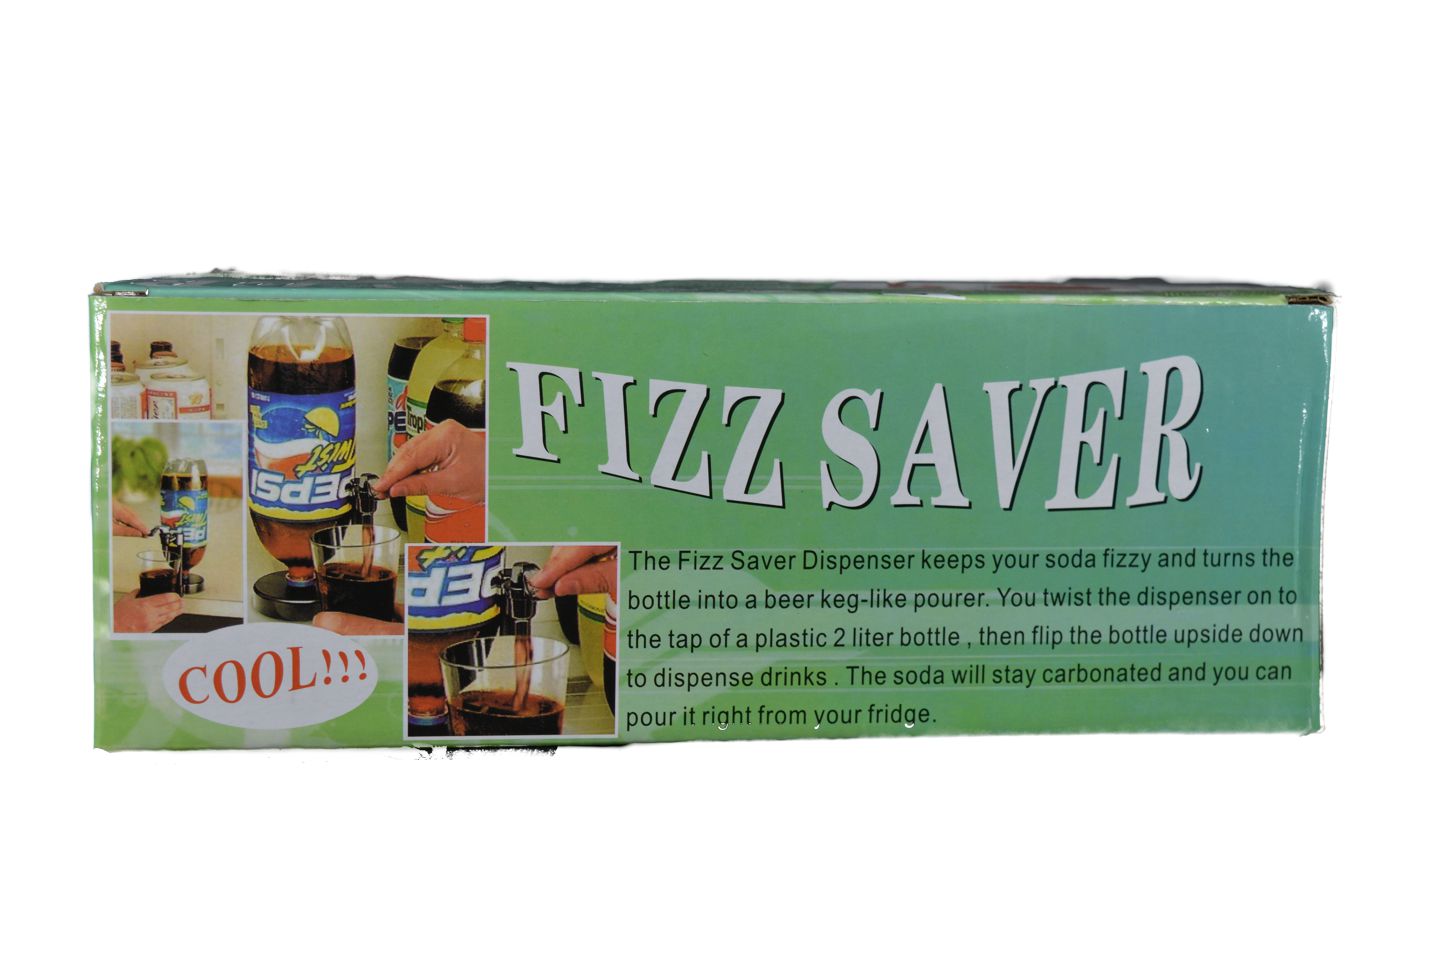 FIZZ SAVER
The Fizz Saver Dispenser keeps your soda fizzy and turns the
bottle into a beer keg-like pourer. You twist the dispenser on to
the tap of a plastic 2 liter bottle , then flip the bottle upside down
to dispense drinks . The soda will stay carbonated and you can
pour it right from your fridge.
COOL!!!
PEPSI
Twist